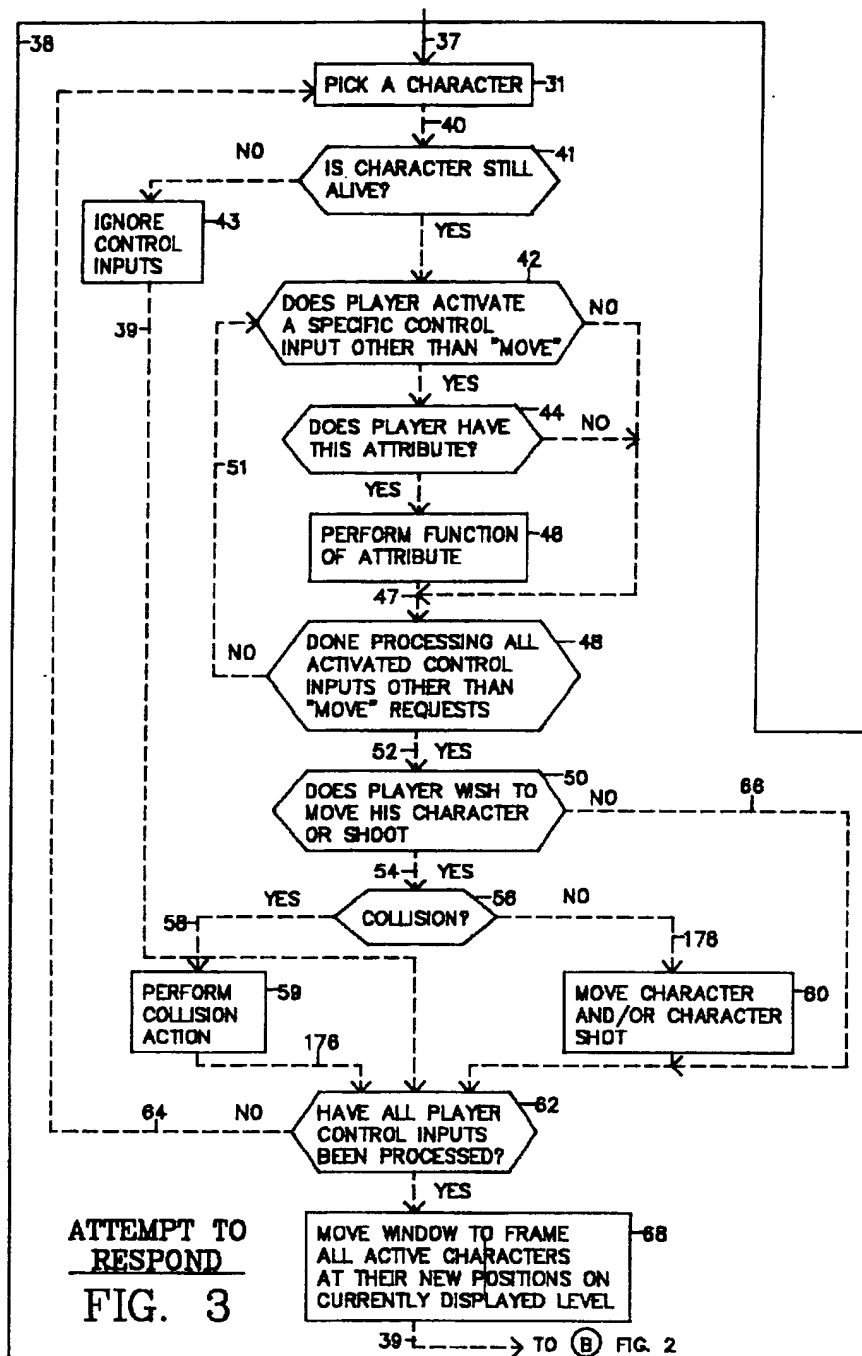 38
37
PICK A CHARACTER
31
40
NO
41
IS CHARACTER STILL
ALIVE?
IGNORE
CONTROL
INPUTS
43
YES
42
DOES PLAYER ACTIVATE
A SPECIFIC CONTROL
INPUT OTHER THAN "MOVE"
NO
39
YES
44
DOES PLAYER HAVE
THIS ATTRIBUTE?
NO
51
YES
PERFORM FUNCTION
OF ATTRIBUTE
46
47
DONE PROCESSING ALL
ACTIVATED CONTROL
INPUTS OTHER THAN
"MOVE" REQUESTS
48
NO
52
YES
50
DOES PLAYER WISH TO
MOVE HIS CHARACTER
OR SHOOT
NO
66
54
YES
YES
56
COLLISION?
NO
58
178
PERFORM
COLLISION
ACTION
59
MOVE CHARACTER
AND/OR CHARACTER
SHOT
60
176
64
NO
62
HAVE ALL PLAYER
CONTROL INPUTS
BEEN PROCESSED?
YES
ATTEMPT TO
RESPOND
FIG. 3
MOVE WINDOW TO FRAME
ALL ACTIVE CHARACTERS
AT THEIR NEW POSITIONS ON
CURRENTLY DISPLAYED LEVEL
68
39
TO B FIG. 2